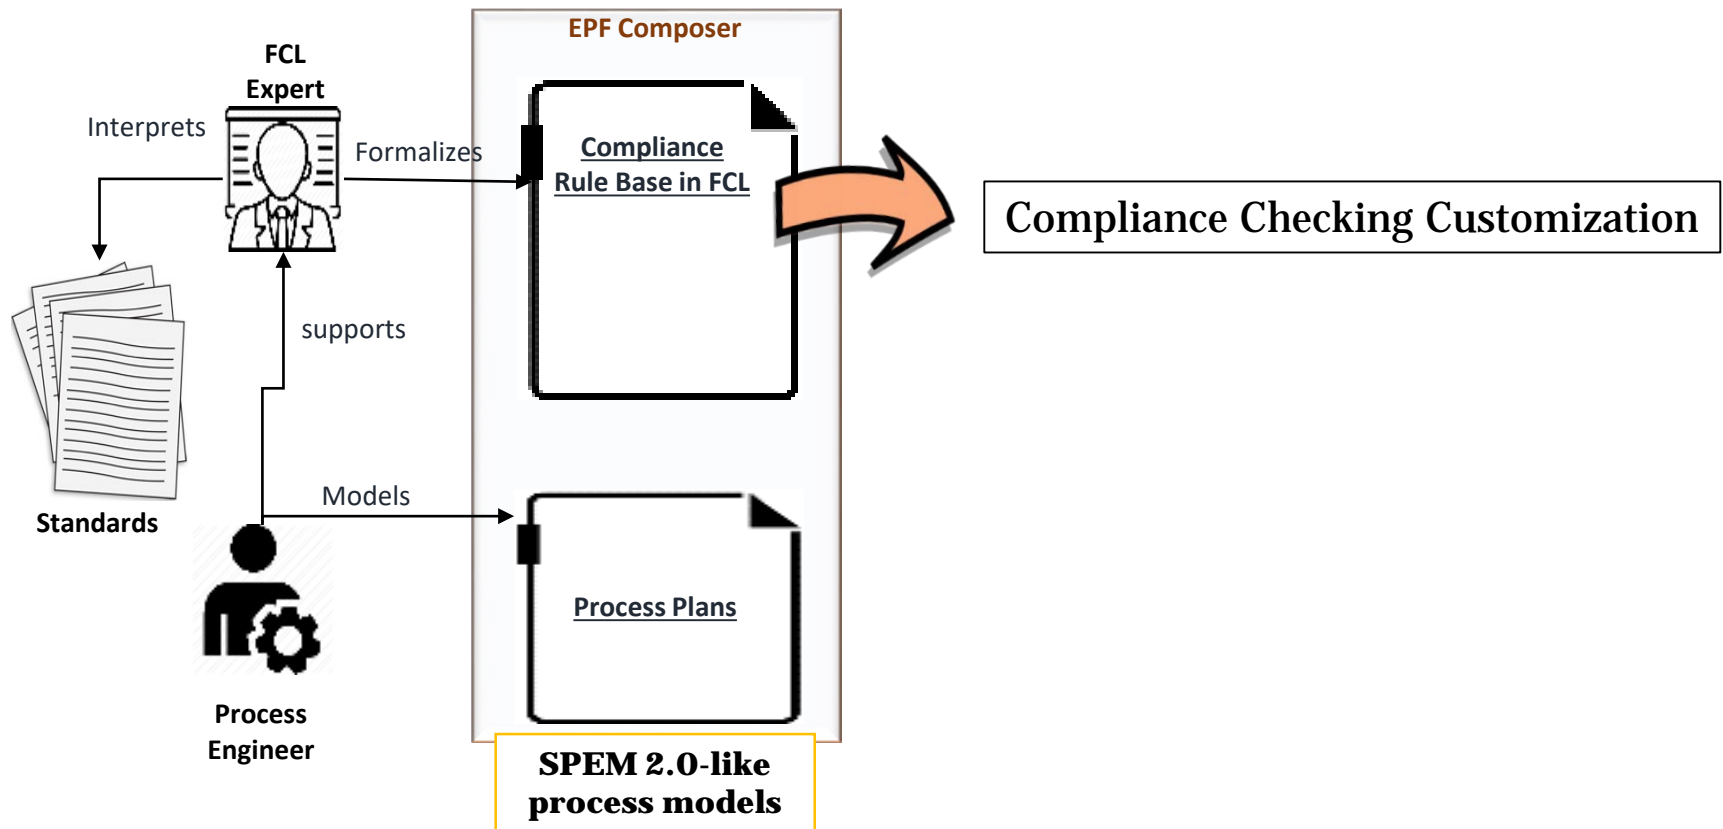 EPF Composer
FCL
Expert
Interprets
Formalizes
Compliance
Rule Base in FCL
Compliance Checking Customization
supports
Models
Standards
Process Plans
Process
Engineer
SPEM 2.0-like
process models